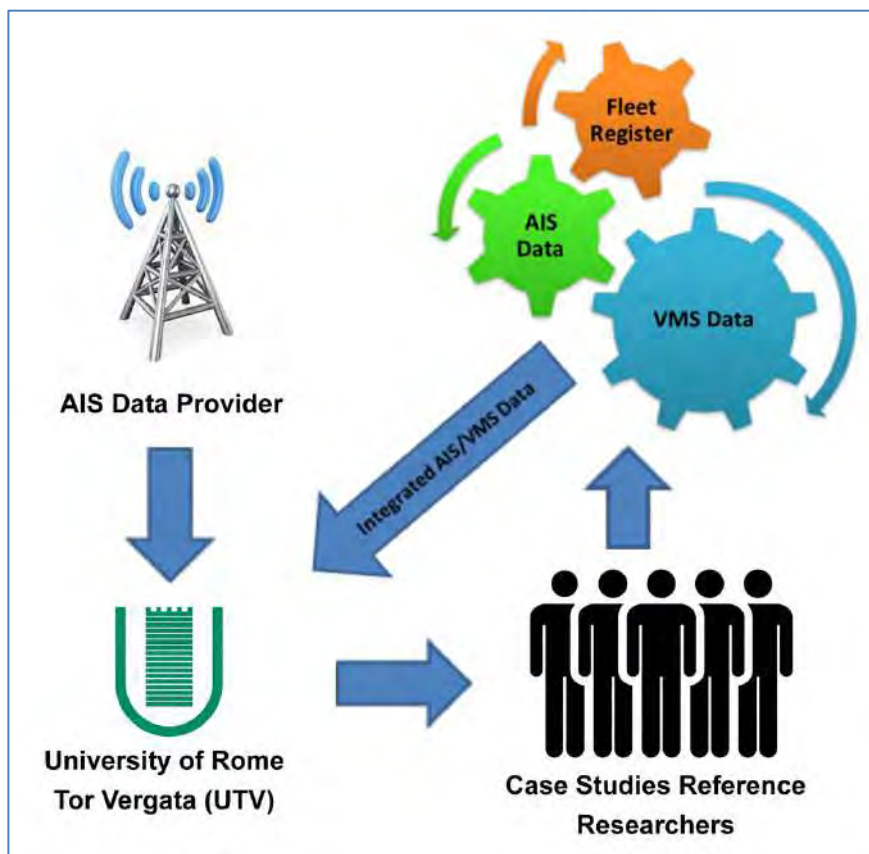 Fleet
Register
AIS
Data
VMS Data
AIS Data Provider
Integrated AIS/VMS Data
University of Rome
Tor Vergata (UTV)
Case Studies Reference
Researchers